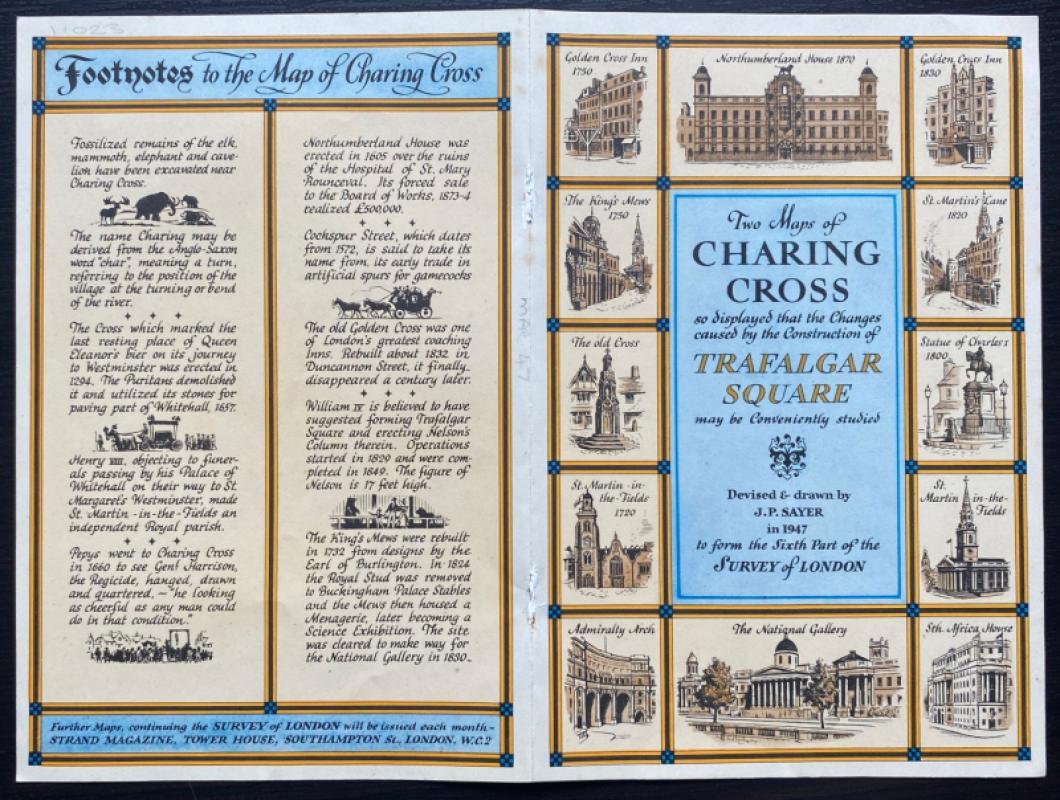 11023
Footnotes to the Map of Charing Cross
Fossilized remains of the elk,
mammoth, elephant and cave-
lion have been excavated near
Charing Cross.
The name Charing may be
derived from the Anglo-Saxon
word "char", meaning a turn,
referring to the position of the
village at the turning or bend
of the river.
The Cross which marked the
last resting place of Queen
Eleanor's bier on its journey
to Westminster was erected in
1294. The Puritans demolished
it and utilized its stones for
paving part of Whitehall, 1657.
Henry VIII, objecting to funer-
als passing by his Palace of
Whitehall on their way to St.
Margaret's Westminster, made
St. Martin-in-the-Fields an
independent Royal parish.
Pepys went to Charing Cross
in 1660 to see Genl. Harrison,
the Regicide, hanged, drawn
and quartered, — "he looking
as cheerful as any man could
do in that condition."
Northumberland House was
erected in 1605 over the ruins
of the Hospital of St. Mary
Rounceval. Its forced sale
to the Board of Works, 1873-4
realized £500,000.
Cockspur Street, which dates
from 1572, is said to take its
name from its early trade in
artificial spurs for gamecocks
The old Golden Cross was one
of London's greatest coaching
Inns. Rebuilt about 1832 in
Duncannon Street, it finally
disappeared a century later.
William IV is believed to have
suggested forming Trafalgar
Square and erecting Nelson's
Column therein. Operations
started in 1829 and were com-
pleted in 1849. The figure of
Nelson is 17 feet high.
The King's Mews were rebuilt
in 1732 from designs by the
Earl of Burlington. In 1824
the Royal Stud was removed
to Buckingham Palace Stables
and the Mews then housed a
Menagerie, later becoming a
Science Exhibition. The site
was cleared to make way for
the National Gallery in 1830.
Further Maps, continuing the SURVEY of LONDON will be issued each month -
STRAND MAGAZINE, TOWER HOUSE, SOUTHAMPTON St., LONDON, W.C.2
Golden Cross Inn
1750
Northumberland House 1870
Golden Cross Inn
1830
The King's Mews
1750
St. Martin's Lane
1820
The old Cross
Statue of Charles I
1800
St. Martin-in-
the-Fields
1720
St.
Martin-in-the-
Fields
Admiralty Arch
The National Gallery
Sth. Africa House
Two Maps of
CHARING
CROSS
so displayed that the Changes
caused by the Construction of
TRAFALGAR
SQUARE
may be Conveniently studied
Devised & drawn by
J.P. SAYER
in 1947
to form the Sixth Part of the
SURVEY of LONDON